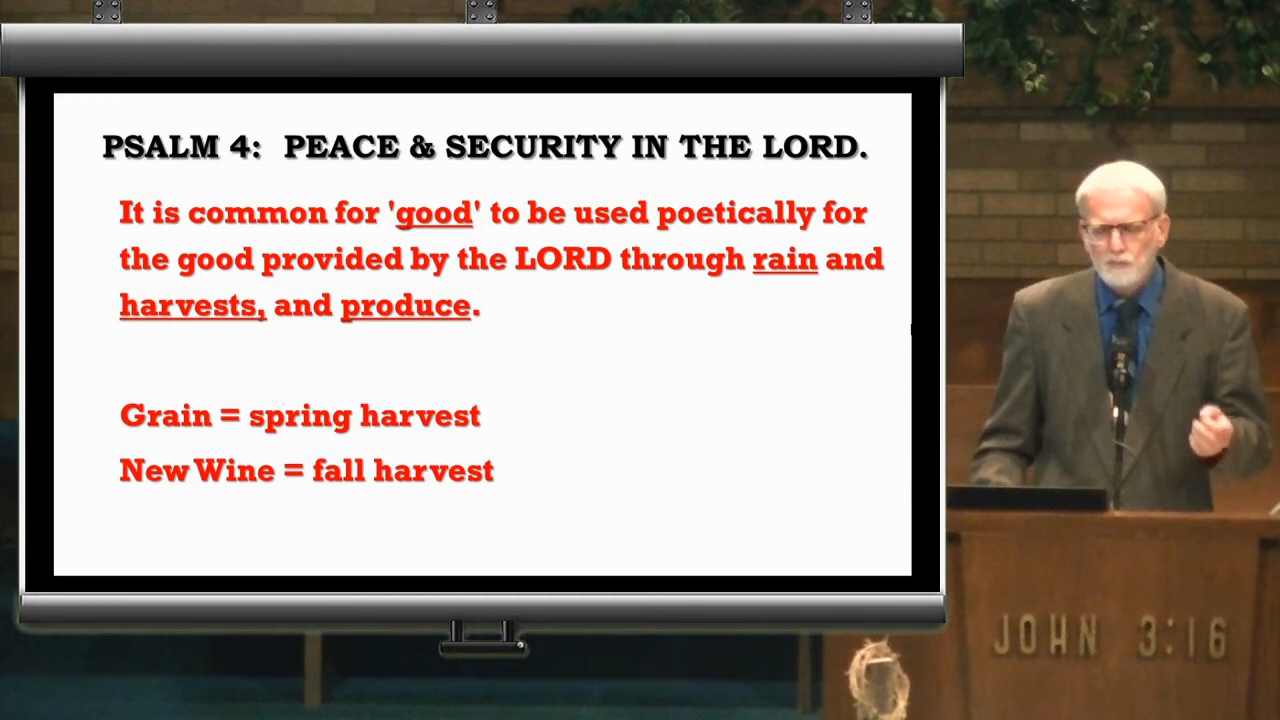 PSALM 4: PEACE & SECURITY IN THE LORD.
It is common for 'good' to be used poetically for
the good provided by the LORD through rain and
harvests, and produce.
Grain = spring harvest
New Wine = fall harvest
JOHN 3:16